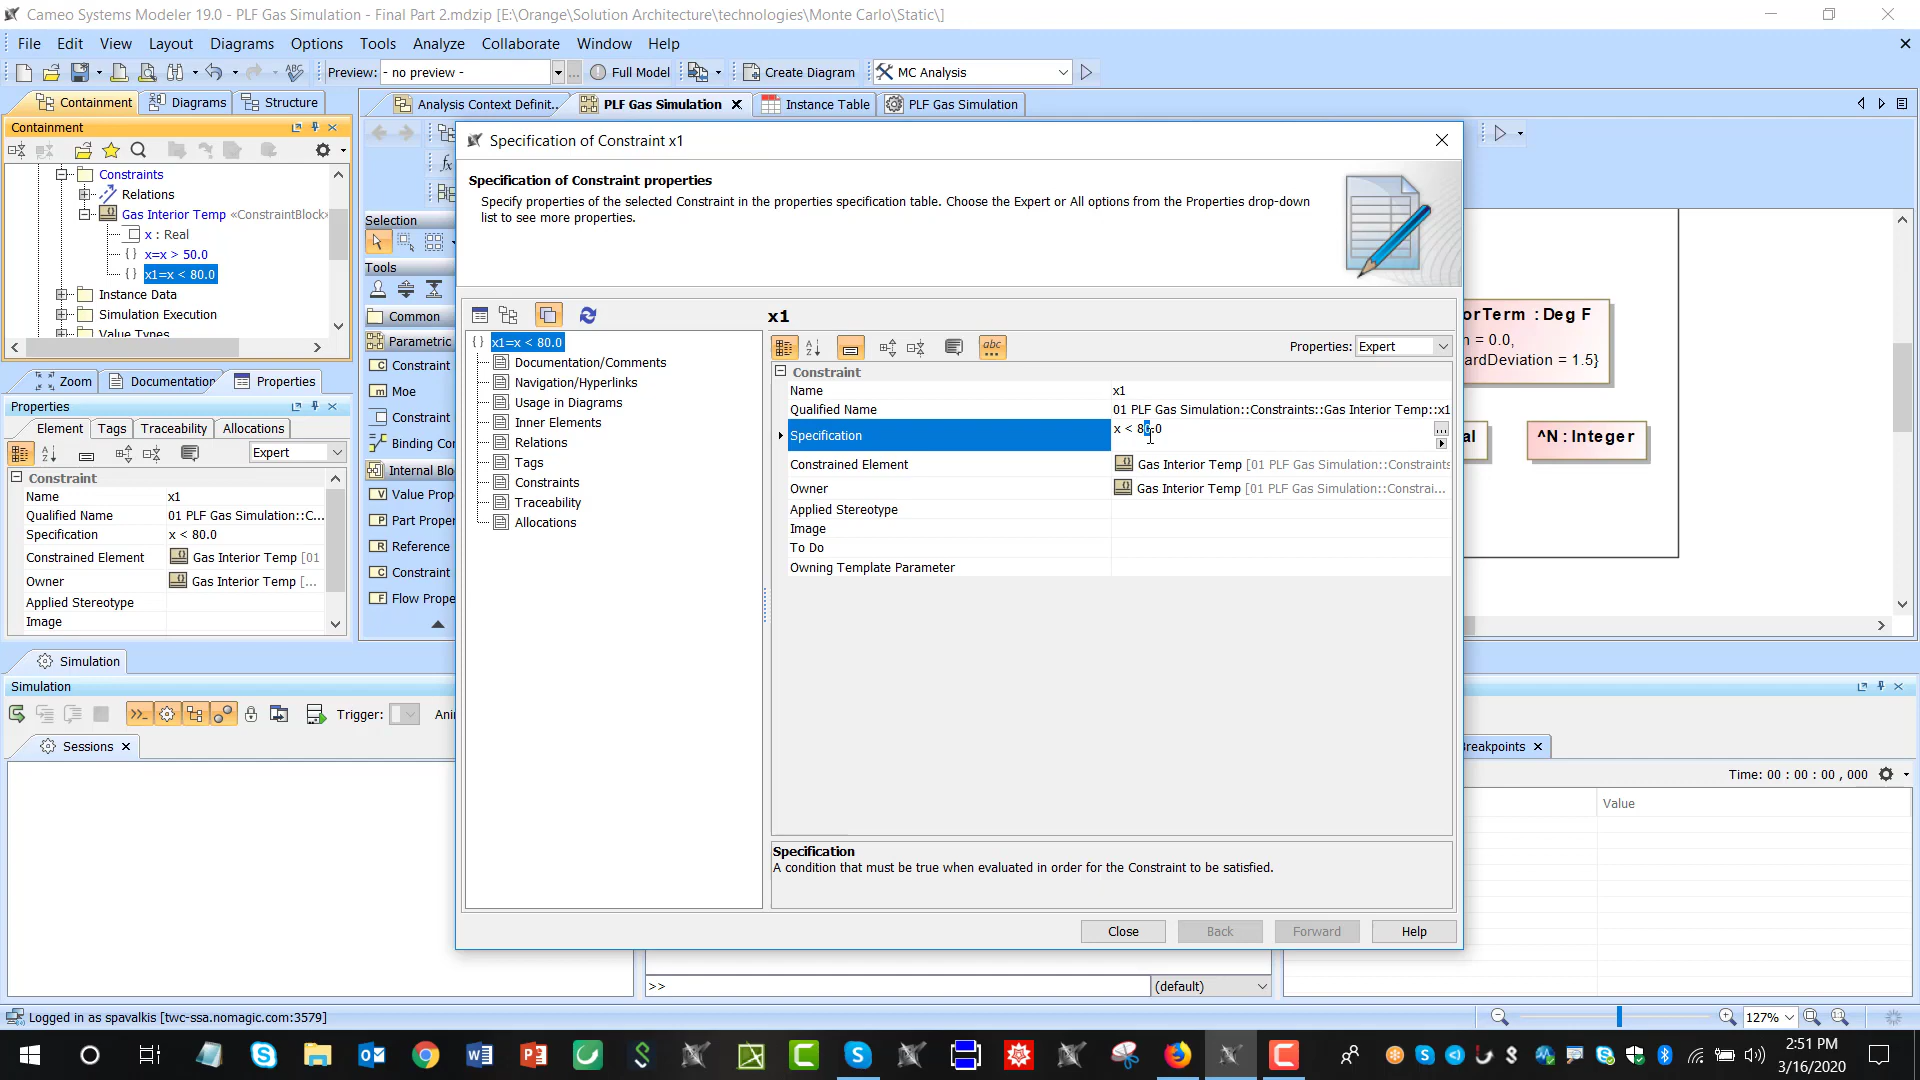 Cameo Systems Modeler 19.0 - PLF Gas Simulation - Final Part 2.mdzip [E:\Orange\Solution Architecture\technologies\Monte Carlo\Static\]
File Edit View Layout Diagrams Options Tools Analyze Collaborate Window Help
Preview: - no preview - ... Full Model Create Diagram MC Analysis
Containment Diagrams Structure
Analysis Context Definit... PLF Gas Simulation Instance Table PLF Gas Simulation
Containment
Constraints
Relations
Gas Interior Temp «ConstraintBlock»
x : Real
{} x=x > 50.0
{} x1=x < 80.0
Instance Data
Simulation Execution
Value Types
Zoom Documentation Properties
Properties
Element Tags Traceability Allocations
Expert
Constraint
Name x1
Qualified Name 01 PLF Gas Simulation::C...
Specification x < 80.0
Constrained Element Gas Interior Temp [01
Owner Gas Interior Temp [...
Applied Stereotype
Image
Selection
Tools
Common
Parametric
Constraint
Moe
Constraint
Binding Con
Internal Blo
Value Prop
Part Proper
Reference
Constraint
Flow Prope
Specification of Constraint x1
Specification of Constraint properties
Specify properties of the selected Constraint in the properties specification table. Choose the Expert or All options from the Properties drop-down
list to see more properties.
{} x1=x < 80.0
Documentation/Comments
Navigation/Hyperlinks
Usage in Diagrams
Inner Elements
Relations
Tags
Constraints
Traceability
Allocations
x1
Properties: Expert
Constraint
Name x1
Qualified Name 01 PLF Gas Simulation::Constraints::Gas Interior Temp::x1
Specification x < 80.0
Constrained Element Gas Interior Temp [01 PLF Gas Simulation::Constraints
Owner Gas Interior Temp [01 PLF Gas Simulation::Constrai...
Applied Stereotype
Image
To Do
Owning Template Parameter
Specification
A condition that must be true when evaluated in order for the Constraint to be satisfied.
Close Back Forward Help
orTerm : Deg F
n = 0.0,
ardDeviation = 1.5}
al
^N : Integer
Simulation
Simulation
Trigger: Ani
Sessions
Breakpoints
Time: 00 : 00 : 00 , 000
Value
>> (default)
Logged in as spavalkis [twc-ssa.nomagic.com:3579]
127%
2:51 PM
3/16/2020